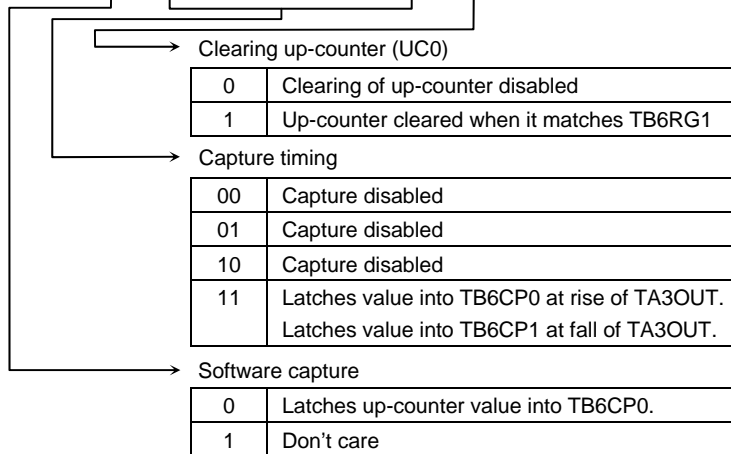 Clearing up-counter (UC0)
0 Clearing of up-counter disabled
1 Up-counter cleared when it matches TB6RG1
Capture timing
00 Capture disabled
01 Capture disabled
10 Capture disabled
11 Latches value into TB6CP0 at rise of TA3OUT.
Latches value into TB6CP1 at fall of TA3OUT.
Software capture
0 Latches up-counter value into TB6CP0.
1 Don't care